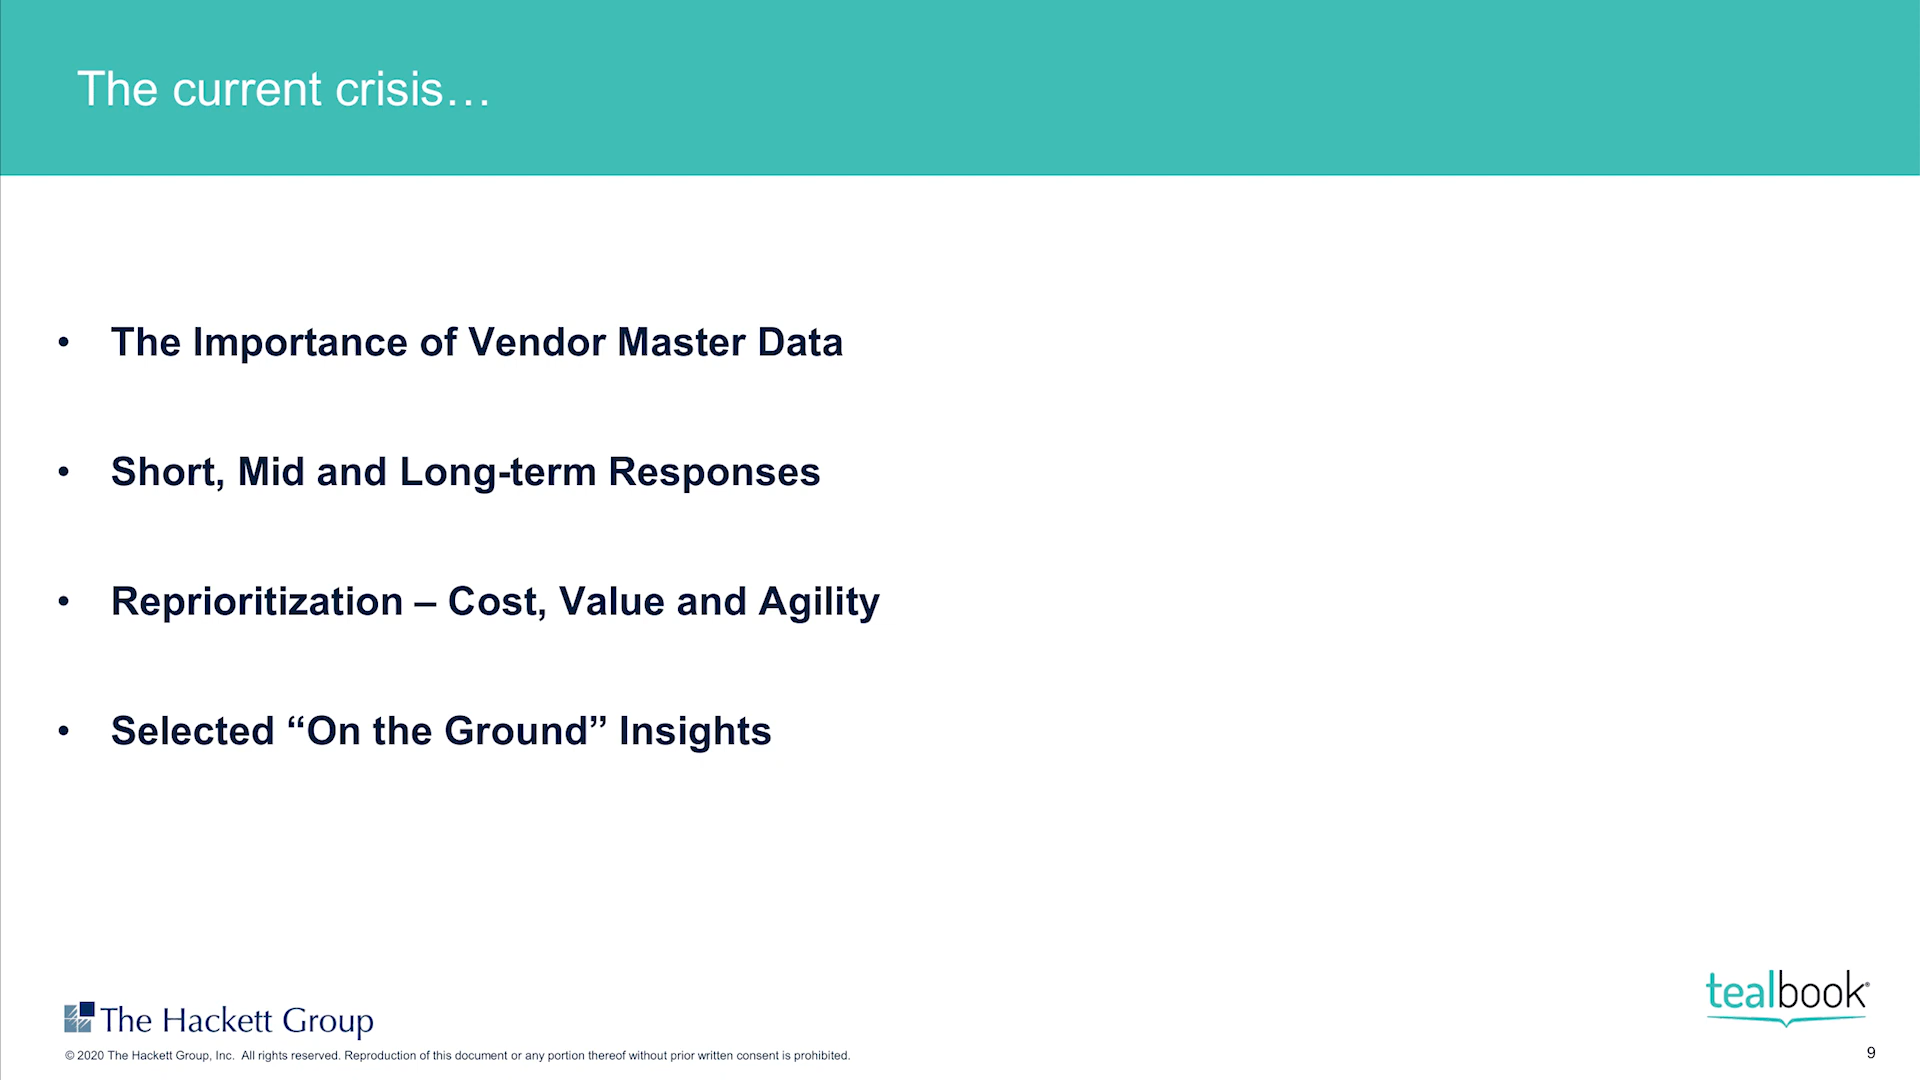 The current crisis…
• The Importance of Vendor Master Data
• Short, Mid and Long-term Responses
• Reprioritization – Cost, Value and Agility
• Selected “On the Ground” Insights
The Hackett Group
tealbook®
© 2020 The Hackett Group, Inc.  All rights reserved. Reproduction of this document or any portion thereof without prior written consent is prohibited.
9